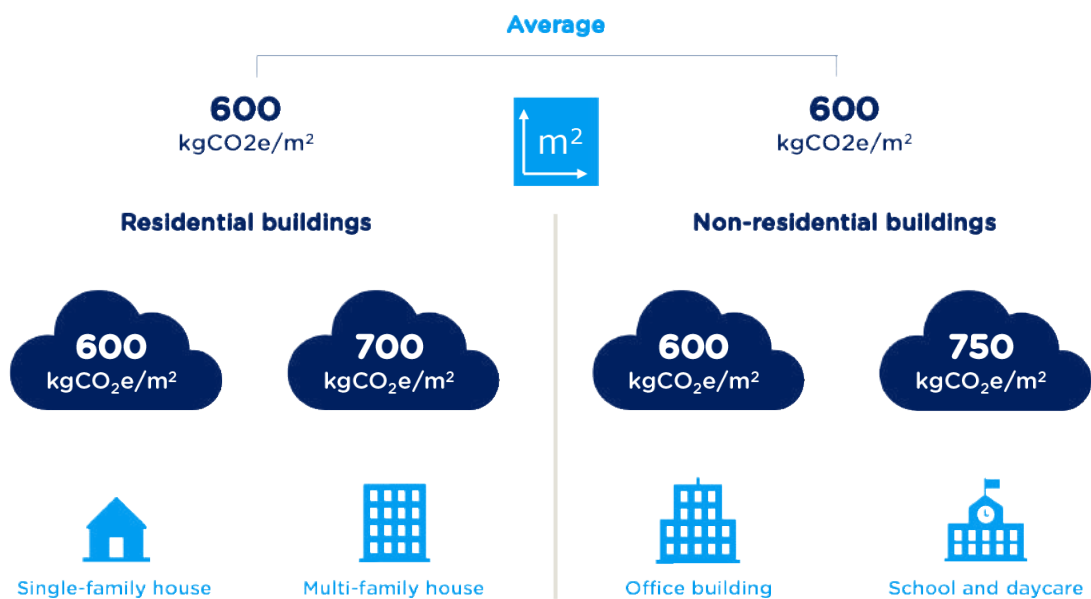 Average
600
kgCO2e/m²
m²
600
kgCO2e/m²
Residential buildings
Non-residential buildings
600
kgCO₂e/m²
700
kgCO₂e/m²
600
kgCO₂e/m²
750
kgCO₂e/m²
Single-family house
Multi-family house
Office building
School and daycare